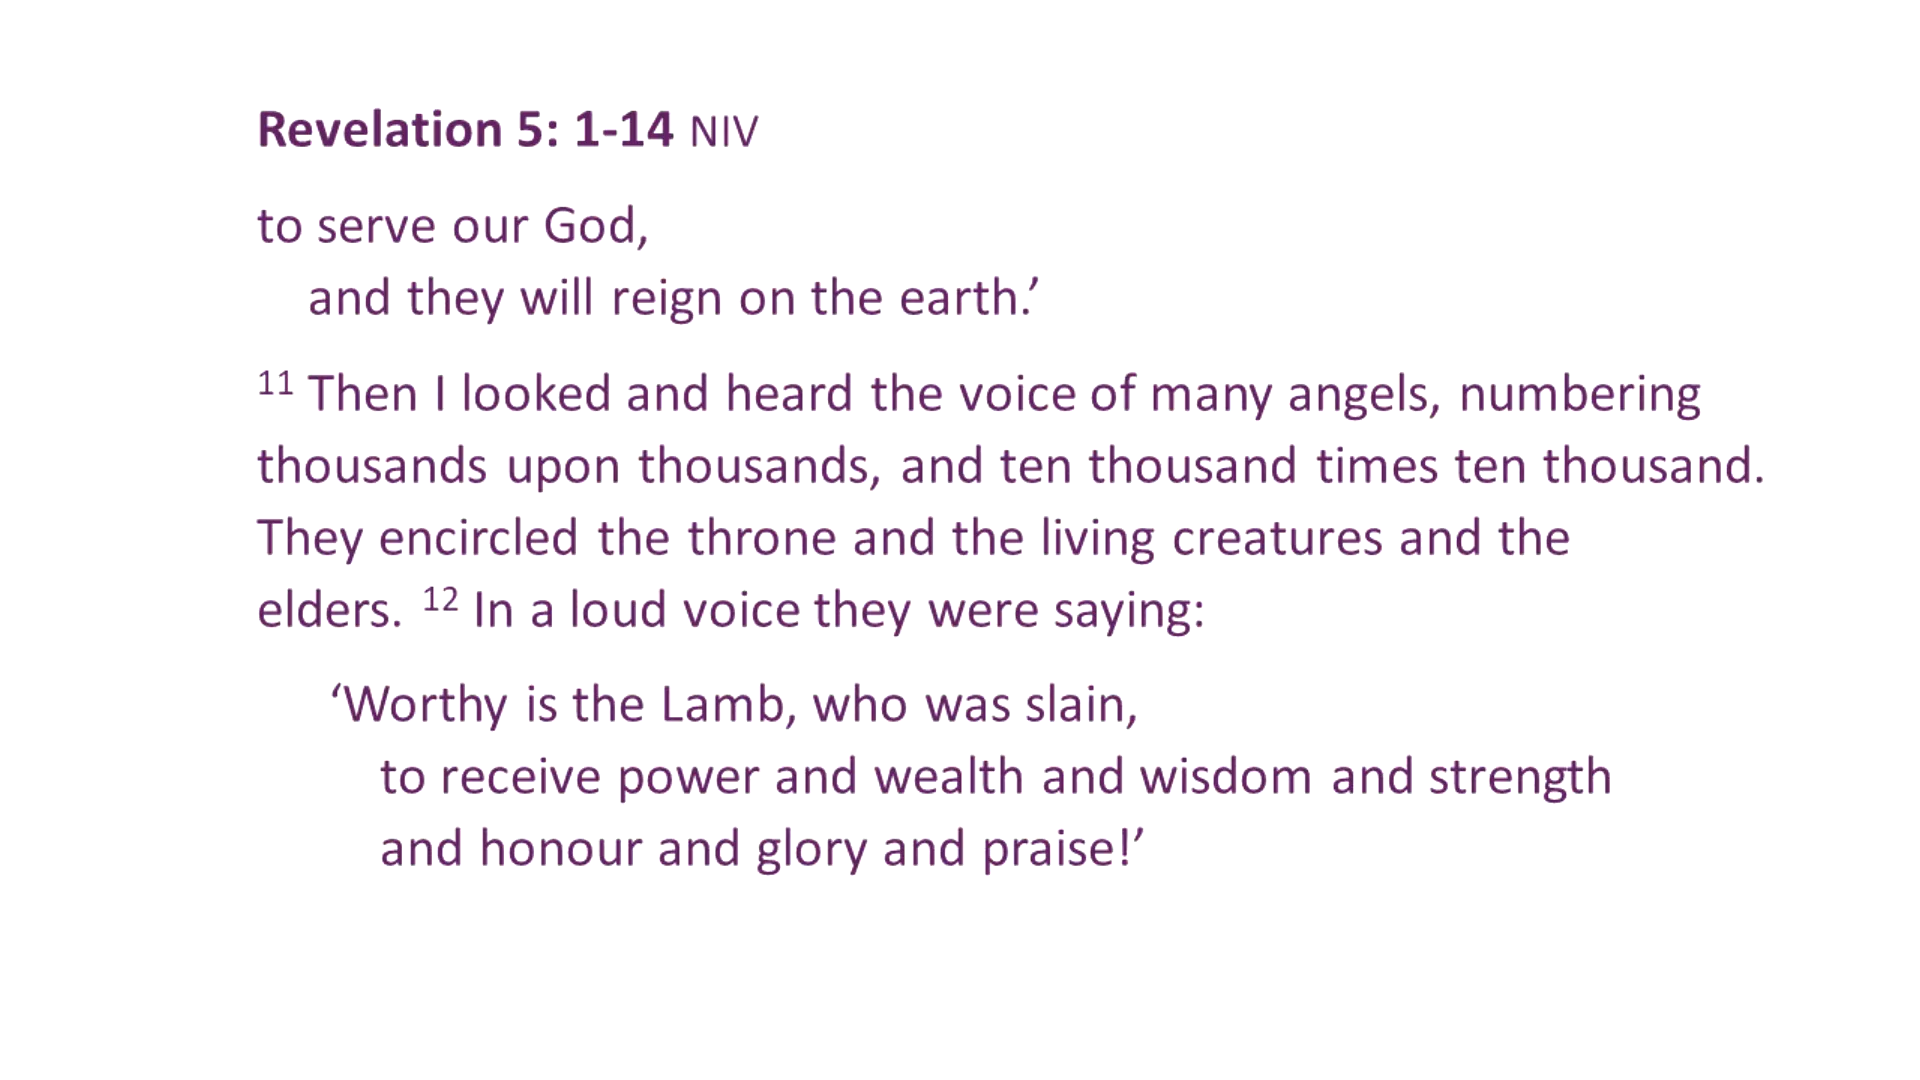 Revelation 5: 1-14 NIV
to serve our God,
and they will reign on the earth.’
11 Then I looked and heard the voice of many angels, numbering
thousands upon thousands, and ten thousand times ten thousand.
They encircled the throne and the living creatures and the
elders. 12 In a loud voice they were saying:
‘Worthy is the Lamb, who was slain,
to receive power and wealth and wisdom and strength
and honour and glory and praise!’